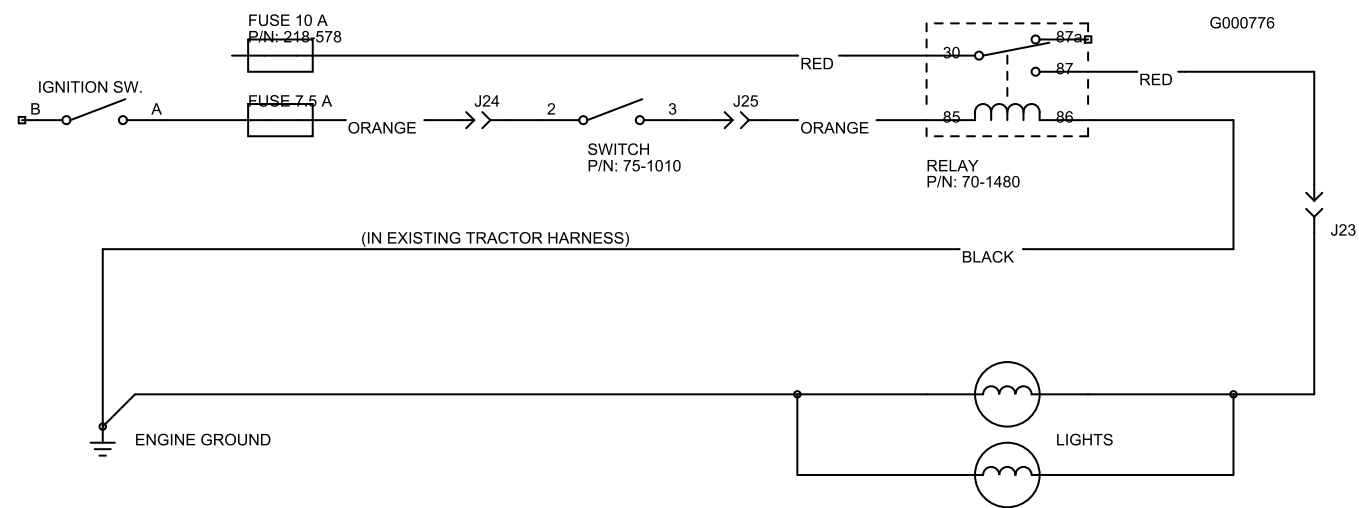 FUSE 10 A
P/N: 218-578
G000776
30
87a
RED
87
RED
IGNITION SW.
B
A
FUSE 7.5 A
ORANGE
J24
2
3
J25
ORANGE
85
86
SWITCH
P/N: 75-1010
RELAY
P/N: 70-1480
J23
(IN EXISTING TRACTOR HARNESS)
BLACK
ENGINE GROUND
LIGHTS